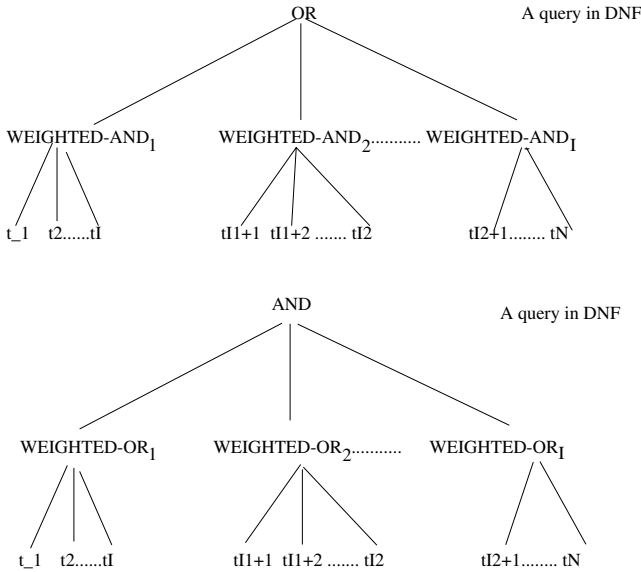 OR A query in DNF
WEIGHTED-AND1 WEIGHTED-AND2........... WEIGHTED-ANDI
t_1 t2......tI tI1+1 tI1+2 ....... tI2 tI2+1........ tN
AND A query in DNF
WEIGHTED-OR1 WEIGHTED-OR2........... WEIGHTED-ORI
t_1 t2......tI tI1+1 tI1+2 ....... tI2 tI2+1........ tN